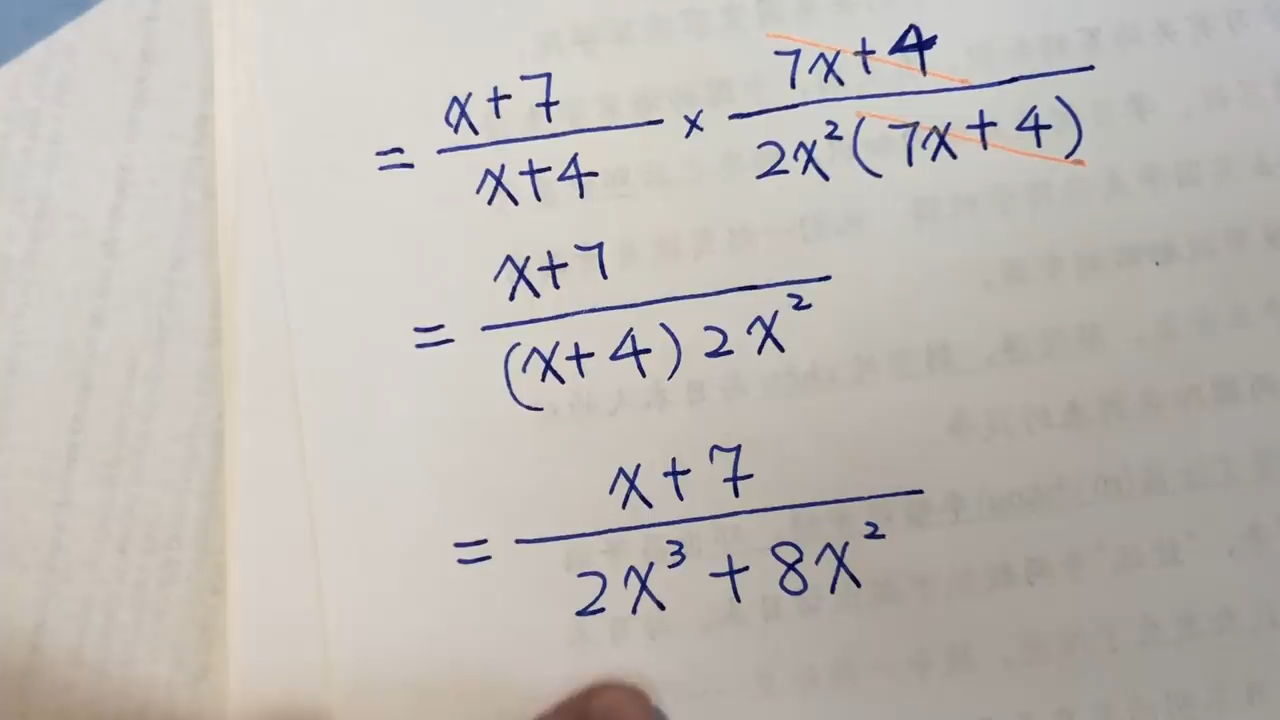 = x+7/x+4 × 7x+4/2x²(7x+4)
= x+7/(x+4)2x²
= x+7/2x³+8x²